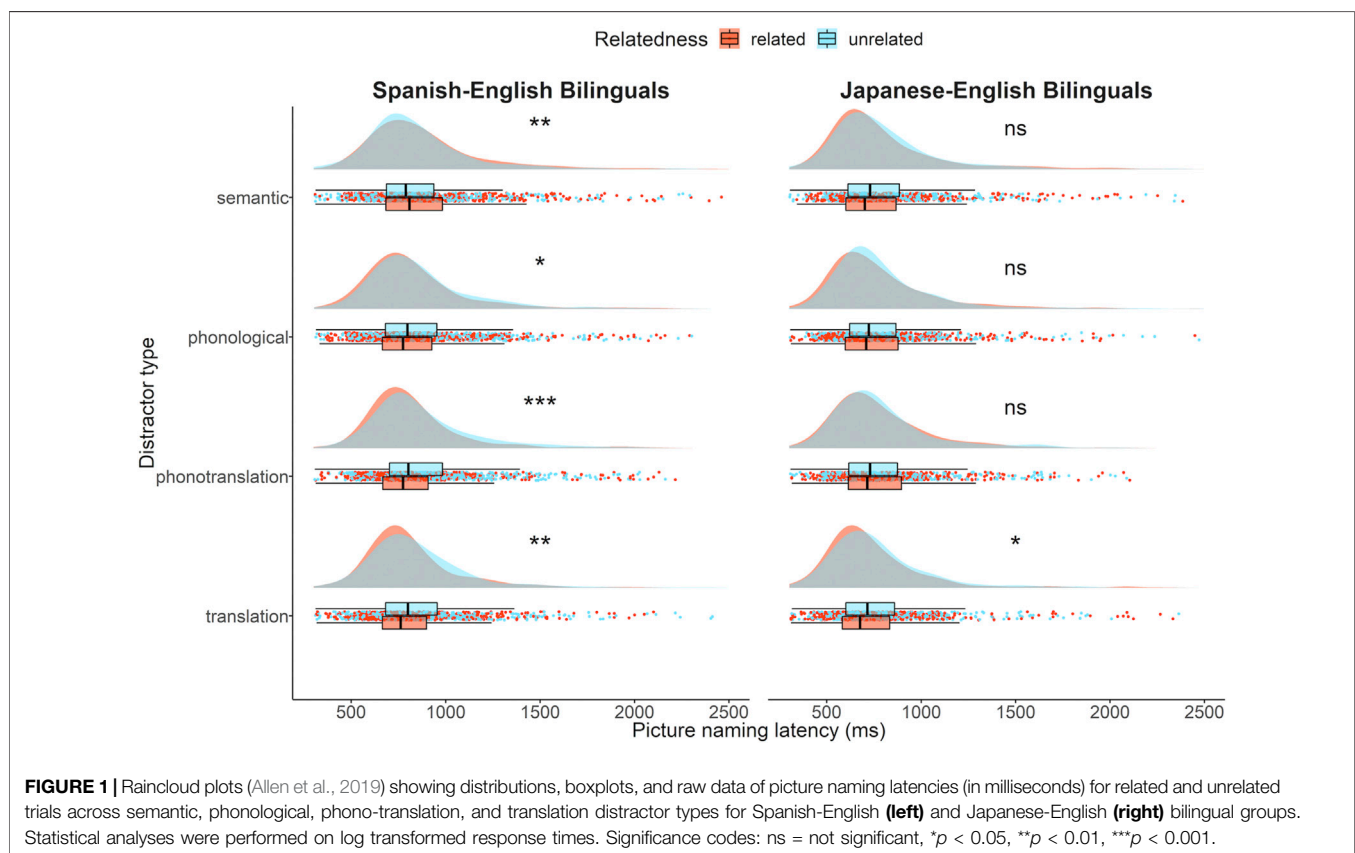 Relatedness related unrelated
Spanish-English Bilinguals
Japanese-English Bilinguals
Distractor type
semantic
**
ns
phonological
*
ns
phonotranslation
***
ns
translation
**
*
500 1000 1500 2000 2500
500 1000 1500 2000 2500
Picture naming latency (ms)
FIGURE 1 | Raincloud plots (Allen et al., 2019) showing distributions, boxplots, and raw data of picture naming latencies (in milliseconds) for related and unrelated
trials across semantic, phonological, phono-translation, and translation distractor types for Spanish-English (left) and Japanese-English (right) bilingual groups.
Statistical analyses were performed on log transformed response times. Significance codes: ns = not significant, *p < 0.05, **p < 0.01, ***p < 0.001.